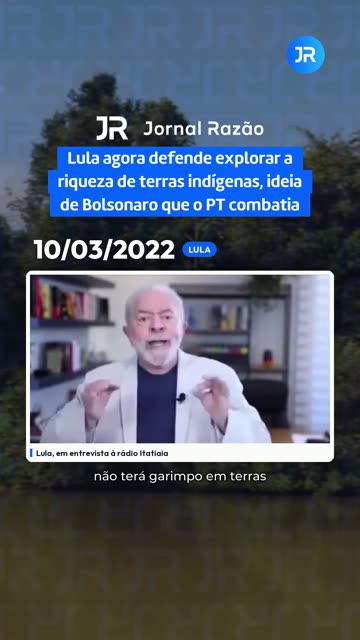 JR
JR Jornal Razão
Lula agora defende explorar a
riqueza de terras indígenas, ideia
de Bolsonaro que o PT combatia
10/03/2022 LULA
Lula, em entrevista à rádio Itatiaia
não terá garimpo em terras